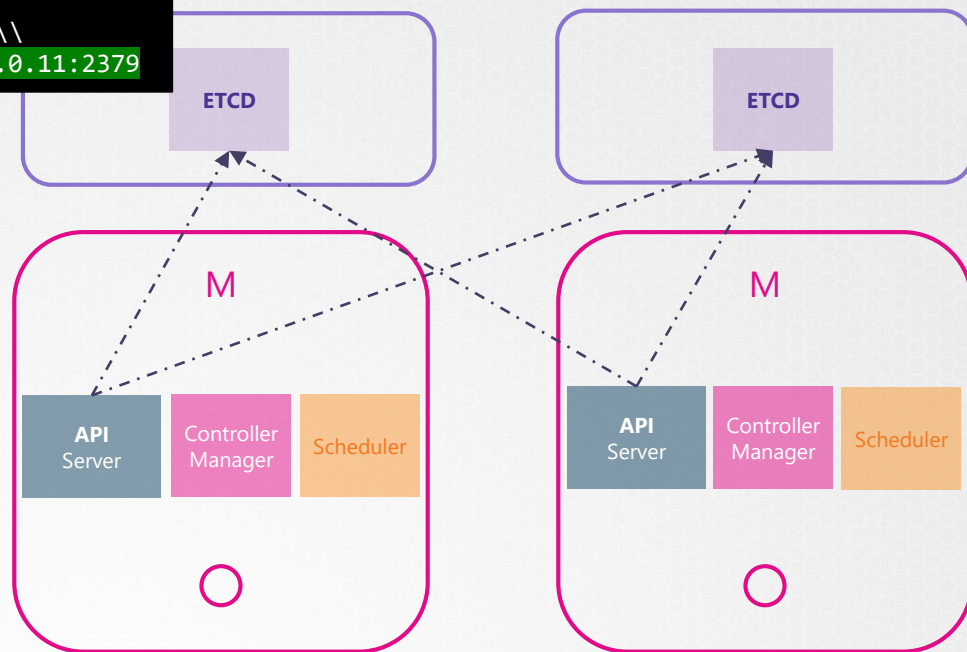 \\
.0.11:2379
ETCD
ETCD
M
M
API
Server
Controller
Manager
Scheduler
API
Server
Controller
Manager
Scheduler